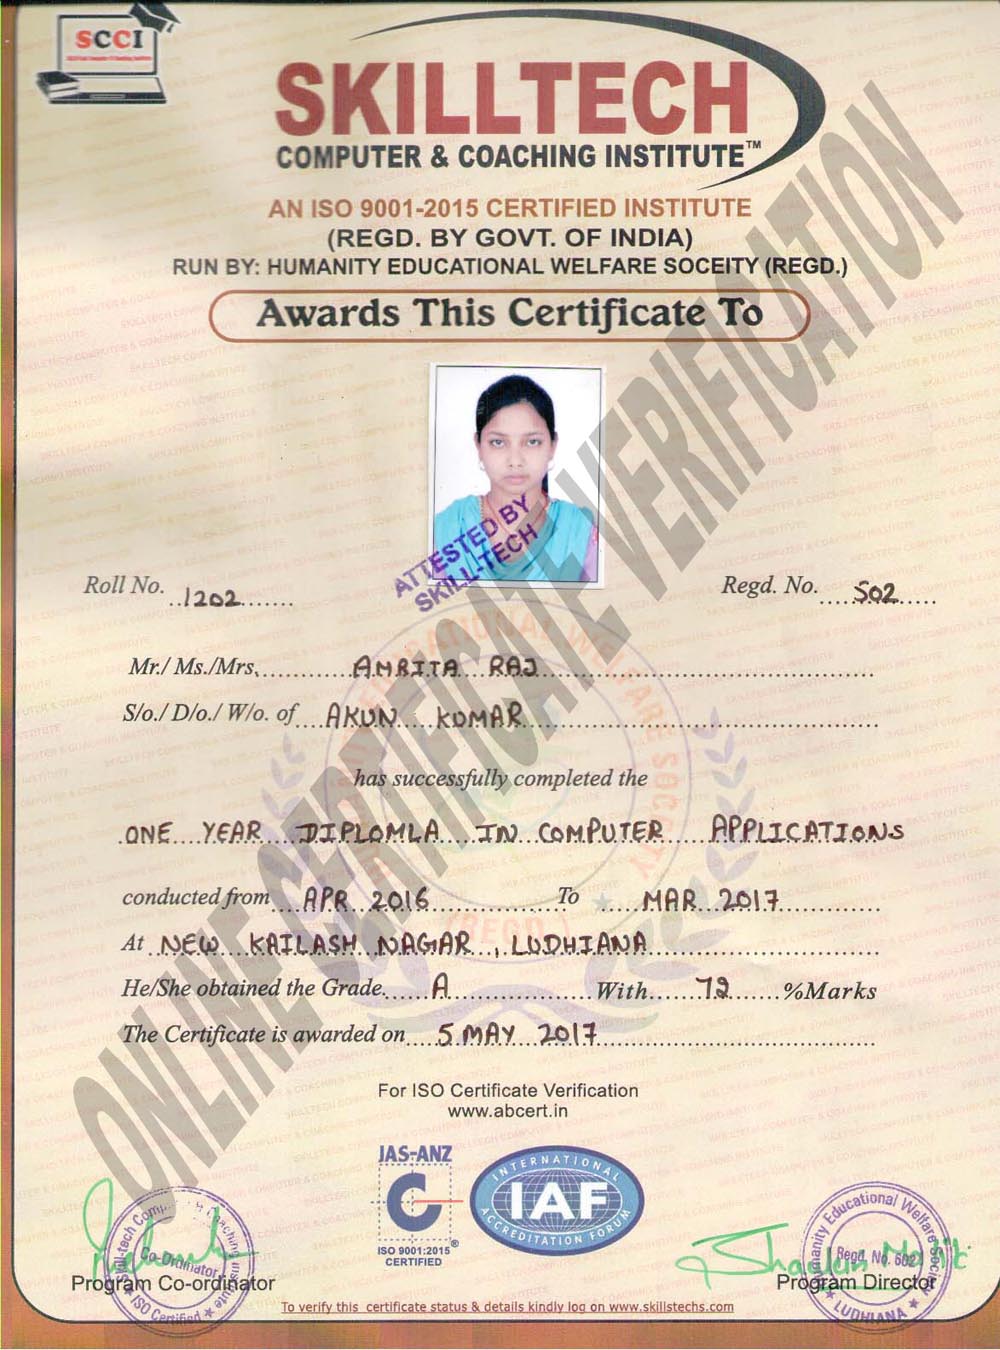 SCCI
SKILLTECH
COMPUTER & COACHING INSTITUTE™
AN ISO 9001-2015 CERTIFIED INSTITUTE
(REGD. BY GOVT. OF INDIA)
RUN BY: HUMANITY EDUCATIONAL WELFARE SOCEITY (REGD.)
Awards This Certificate To
ATTESTED BY
SKILL-TECH
ONLINE CERTIFICATE VERIFICATION
Roll No. 1202 Regd. No. 502
Mr./ Ms./Mrs. AMRITA RAJ
S/o./ D/o./ W/o. of AKUN KUMAR
has successfully completed the
ONE YEAR DIPLOMLA IN COMPUTER APPLICATIONS
conducted from APR 2016 To MAR 2017
At NEW KAILASH NAGAR, LUDHIANA
He/She obtained the Grade A With 72 %Marks
The Certificate is awarded on 5 MAY 2017
For ISO Certificate Verification
www.abcert.in
JAS-ANZ
ISO 9001:2015
CERTIFIED
INTERNATIONAL
IAF
ACCREDITATION FORUM
Co-Ordinator
ISO Certified
Program Co-ordinator
Humanity Educational Welfare Society
Regd. No. 602
LUDHIANA
Program Director
To verify this certificate status & details kindly log on www.skillstechs.com